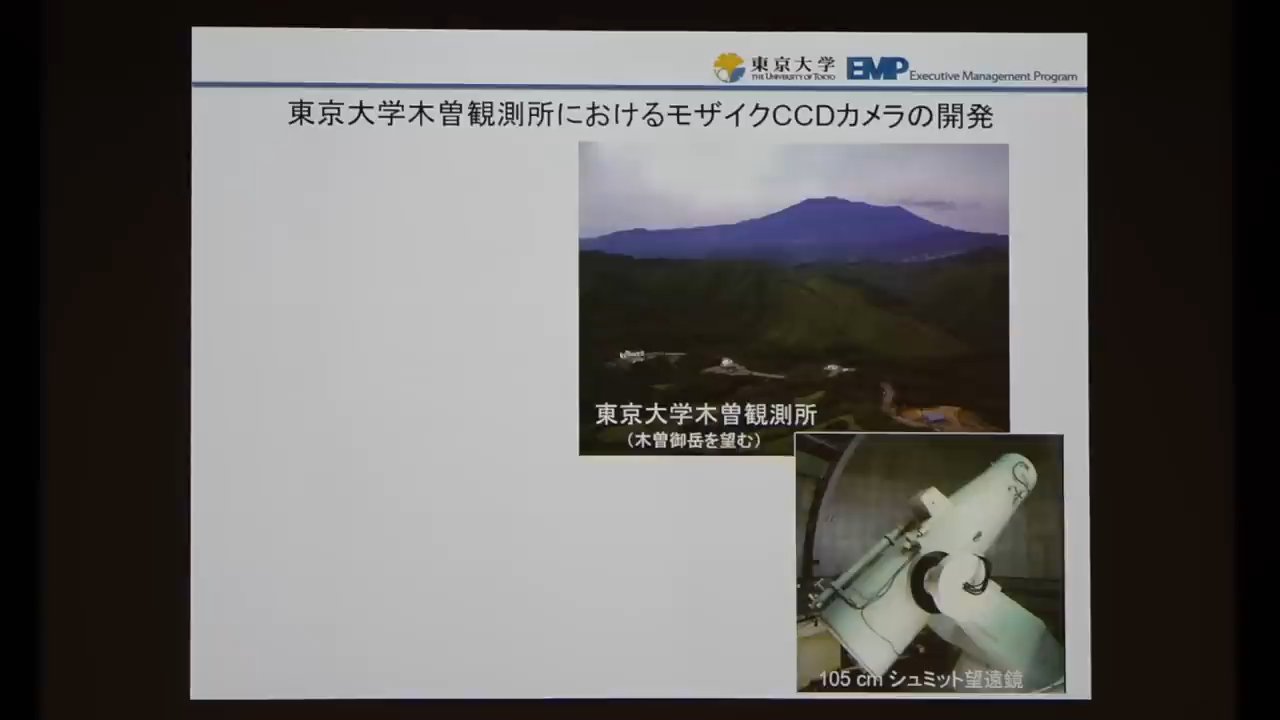 東京大学
THE UNIVERSITY OF TOKYO
EMP Executive Management Program
東京大学木曽観測所におけるモザイクCCDカメラの開発
東京大学木曽観測所
（木曽御岳を望む）
105 cm シュミット望遠鏡